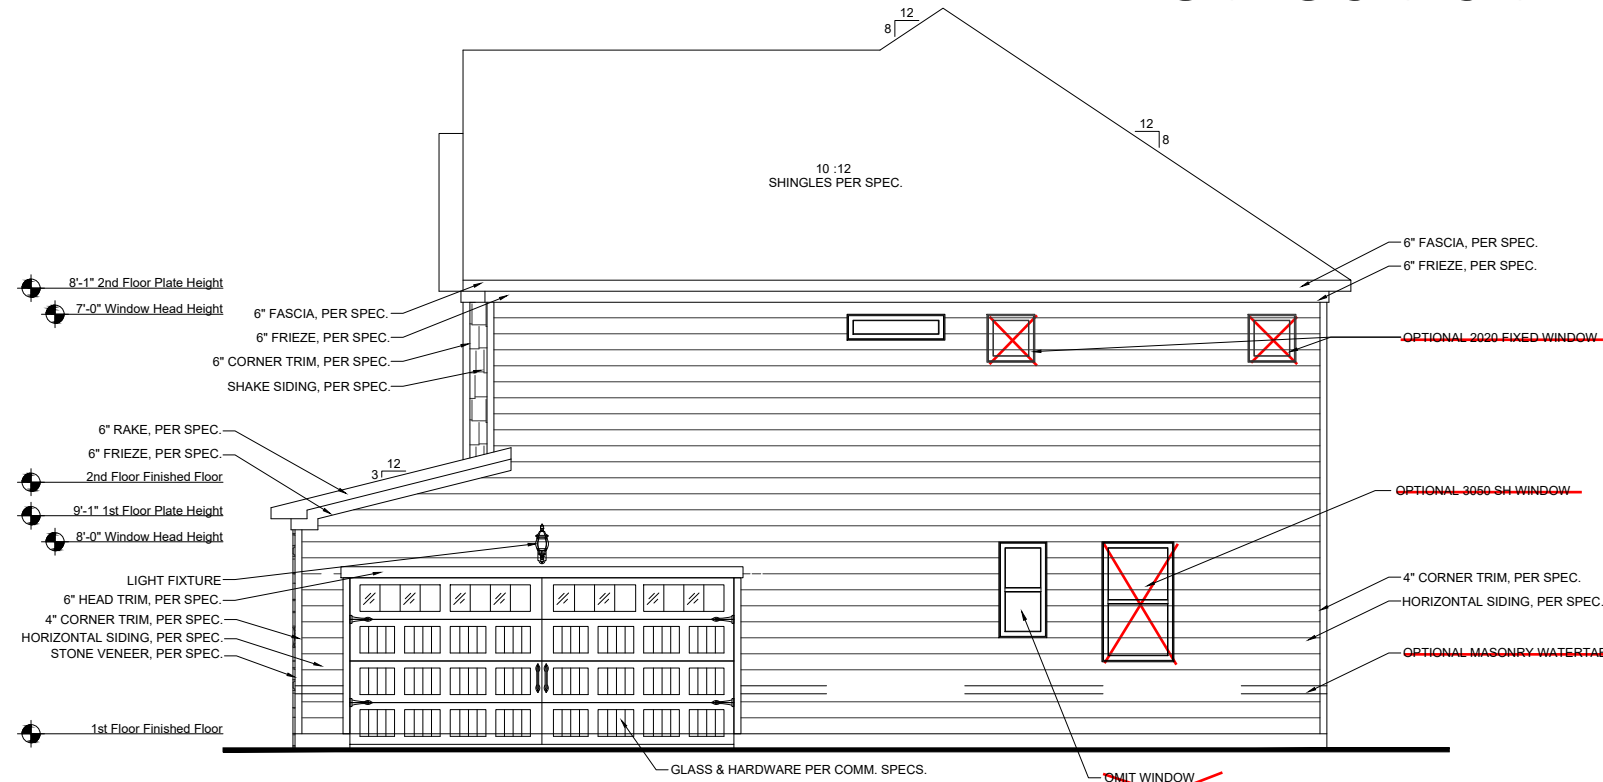 12
8
12
8
10 :12
SHINGLES PER SPEC.
6" FASCIA, PER SPEC.
6" FRIEZE, PER SPEC.
8'-1" 2nd Floor Plate Height
7'-0" Window Head Height
6" FASCIA, PER SPEC.
6" FRIEZE, PER SPEC.
6" CORNER TRIM, PER SPEC.
SHAKE SIDING, PER SPEC.
OPTIONAL 2020 FIXED WINDOW
6" RAKE, PER SPEC.
6" FRIEZE, PER SPEC.
12
3
2nd Floor Finished Floor
9'-1" 1st Floor Plate Height
8'-0" Window Head Height
OPTIONAL 3050 SH WINDOW
LIGHT FIXTURE
6" HEAD TRIM, PER SPEC.
4" CORNER TRIM, PER SPEC.
HORIZONTAL SIDING, PER SPEC.
STONE VENEER, PER SPEC.
4" CORNER TRIM, PER SPEC.
HORIZONTAL SIDING, PER SPEC.
OPTIONAL MASONRY
1st Floor Finished Floor
GLASS & HARDWARE PER COMM. SPECS.
OMIT WINDOW